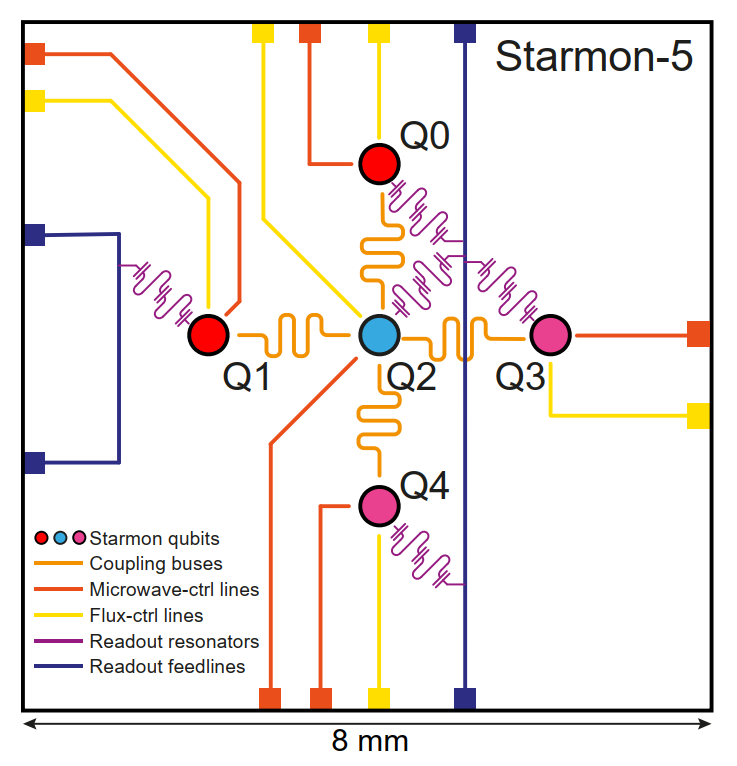 Starmon-5
Q0
Q1
Q2
Q3
Q4
Starmon qubits
Coupling buses
Microwave-ctrl lines
Flux-ctrl lines
Readout resonators
Readout feedlines
8 mm